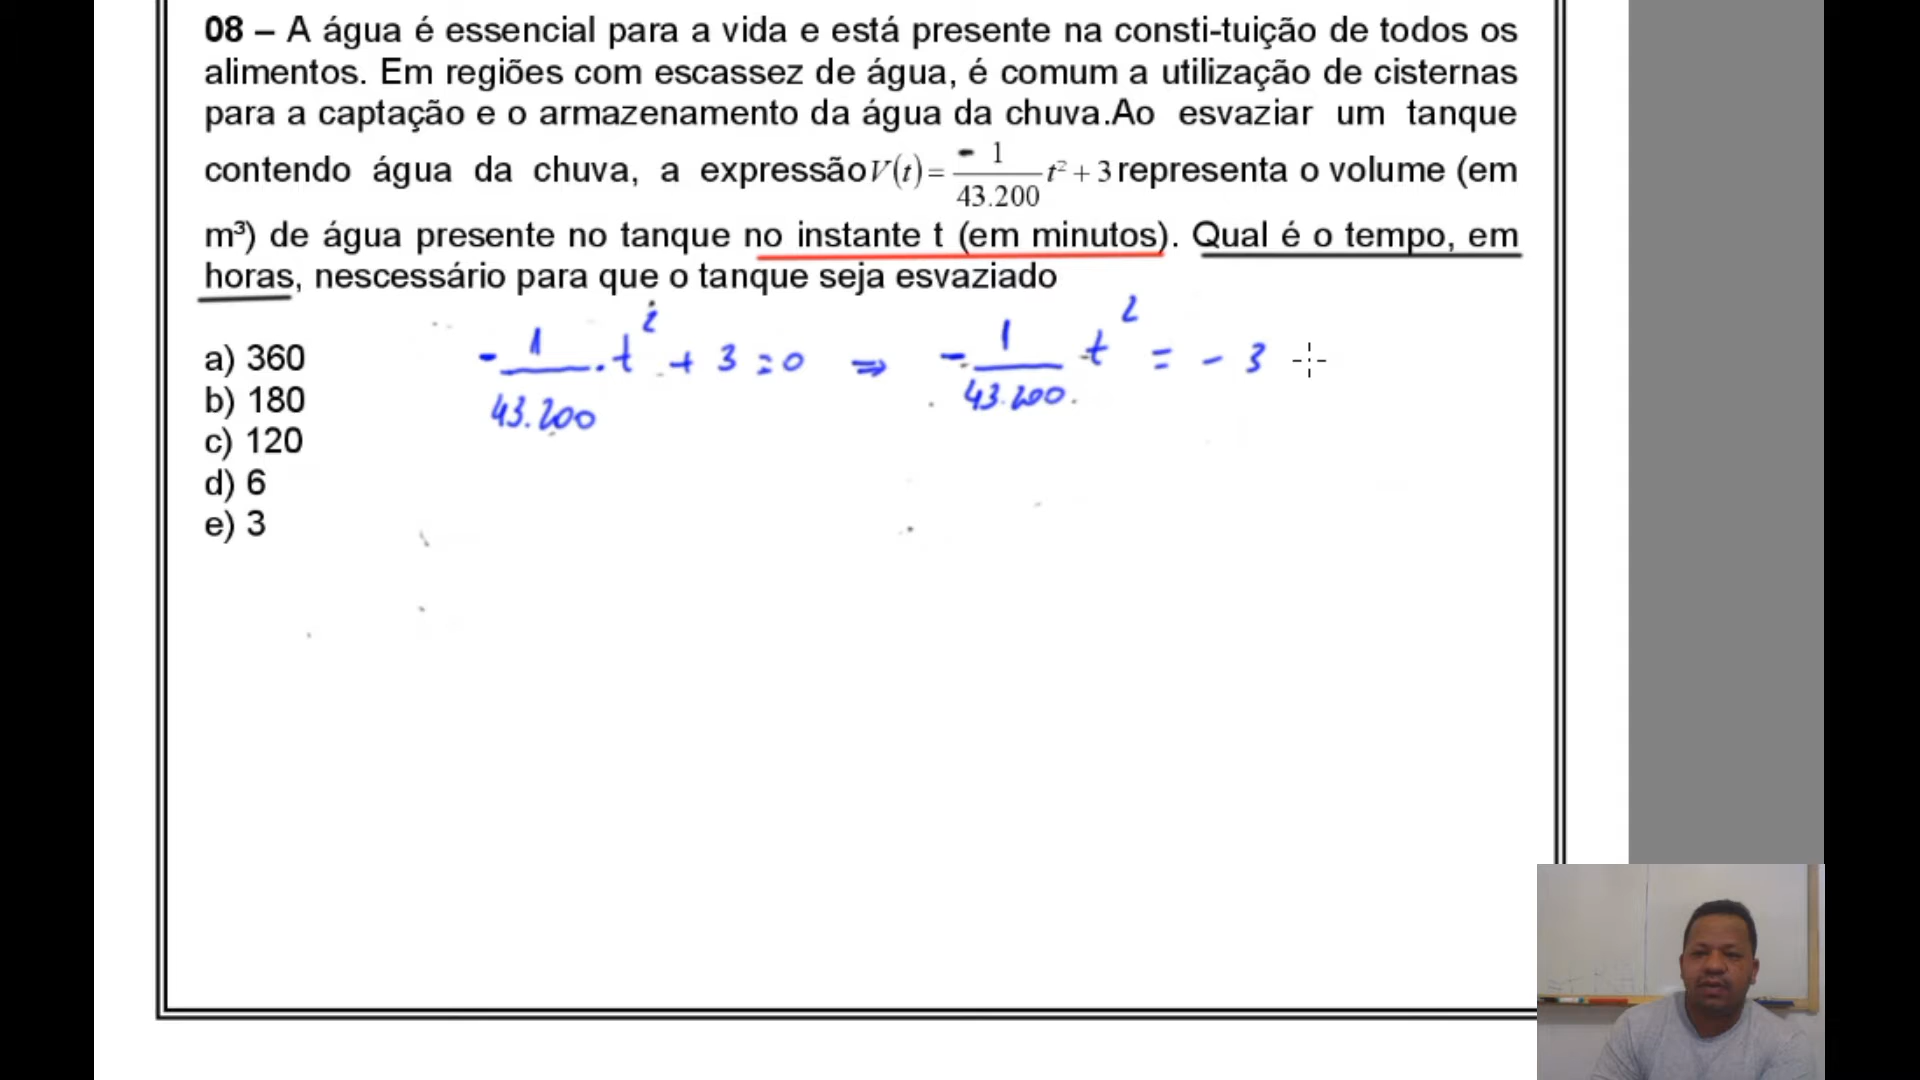 08 – A água é essencial para a vida e está presente na consti-tuição de todos os
alimentos. Em regiões com escassez de água, é comum a utilização de cisternas
para a captação e o armazenamento da água da chuva.Ao esvaziar um tanque
contendo água da chuva, a expressão V(t) = - 1/43.200 t² + 3 representa o volume (em
m³) de água presente no tanque no instante t (em minutos). Qual é o tempo, em
horas, nescessário para que o tanque seja esvaziado
a) 360
b) 180
c) 120
d) 6
e) 3
- 1/43.200 . t² + 3 = 0 ⇒ - 1/43.200 t² = - 3